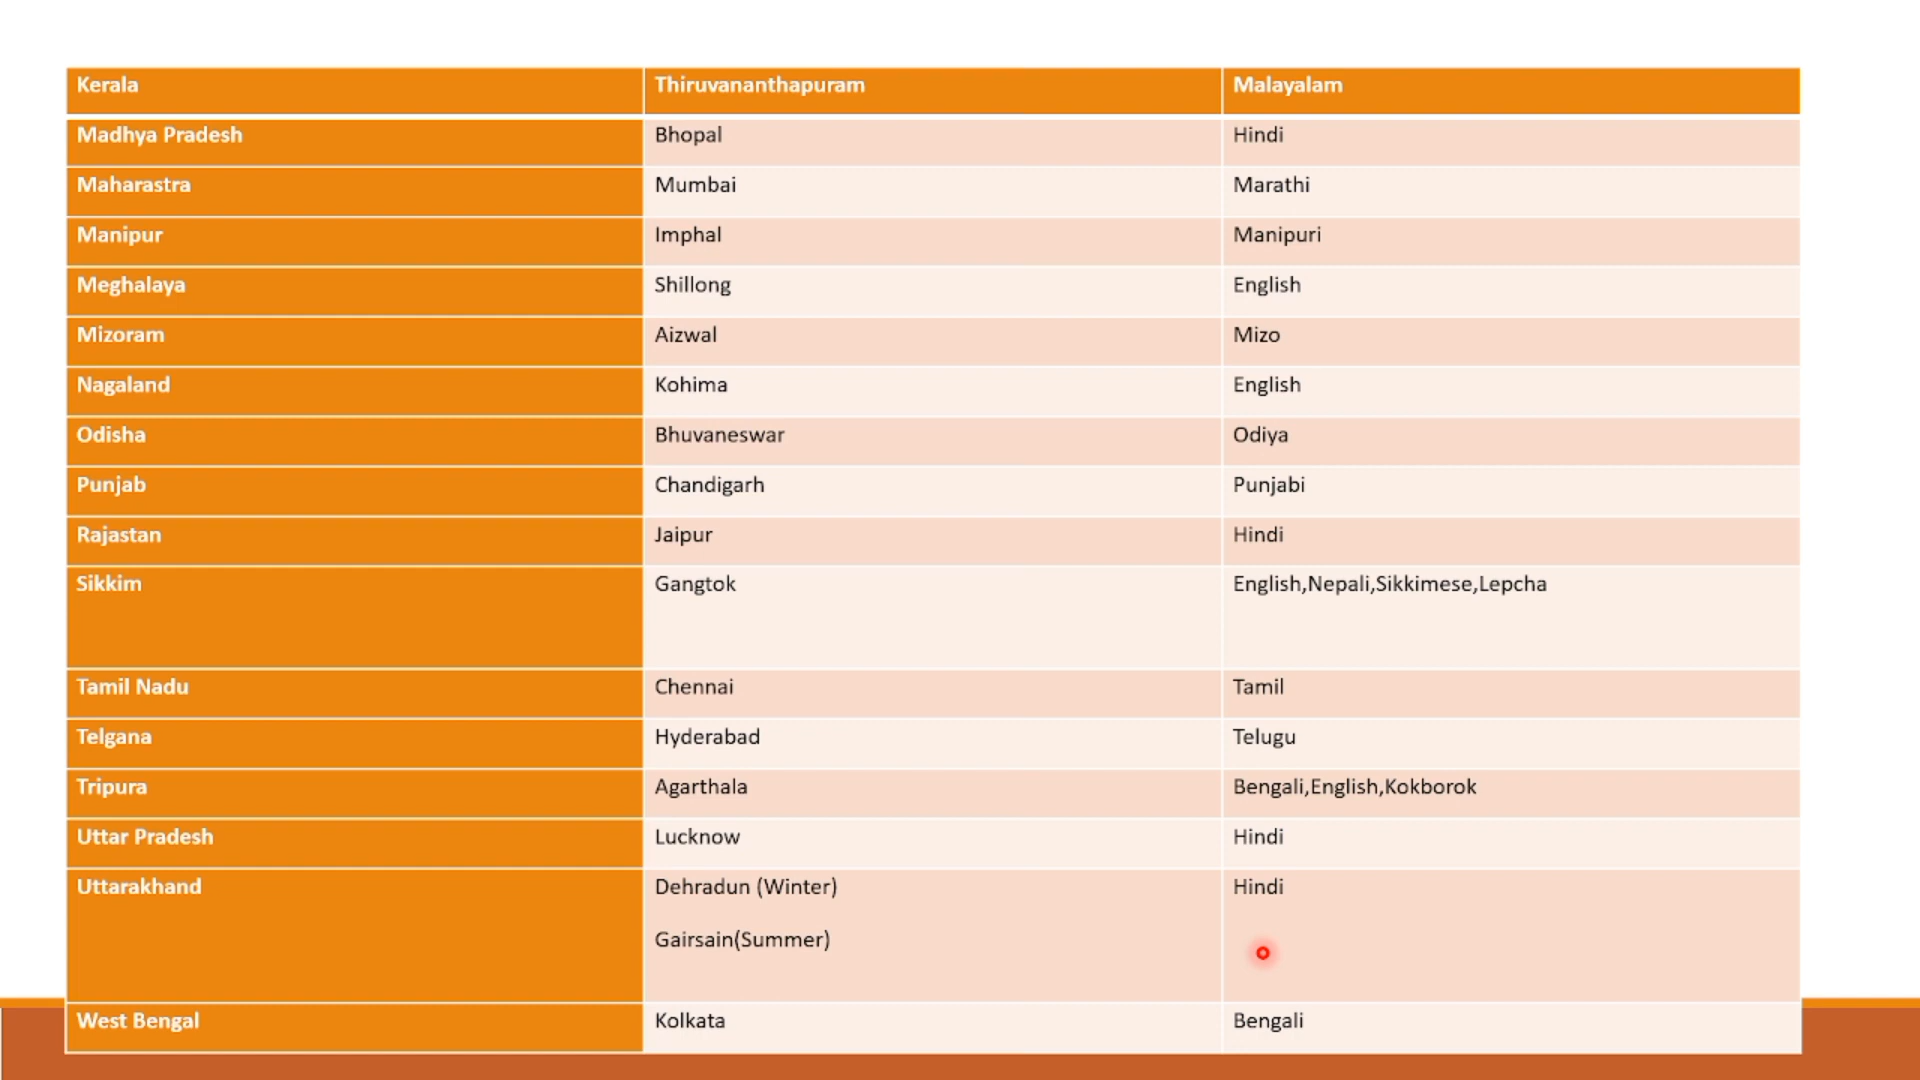 Kerala Thiruvananthapuram Malayalam
Madhya Pradesh Bhopal Hindi
Maharastra Mumbai Marathi
Manipur Imphal Manipuri
Meghalaya Shillong English
Mizoram Aizwal Mizo
Nagaland Kohima English
Odisha Bhuvaneswar Odiya
Punjab Chandigarh Punjabi
Rajastan Jaipur Hindi
Sikkim Gangtok English,Nepali,Sikkimese,Lepcha
Tamil Nadu Chennai Tamil
Telgana Hyderabad Telugu
Tripura Agarthala Bengali,English,Kokborok
Uttar Pradesh Lucknow Hindi
Uttarakhand Dehradun (Winter) Hindi
Gairsain(Summer)
West Bengal Kolkata Bengali